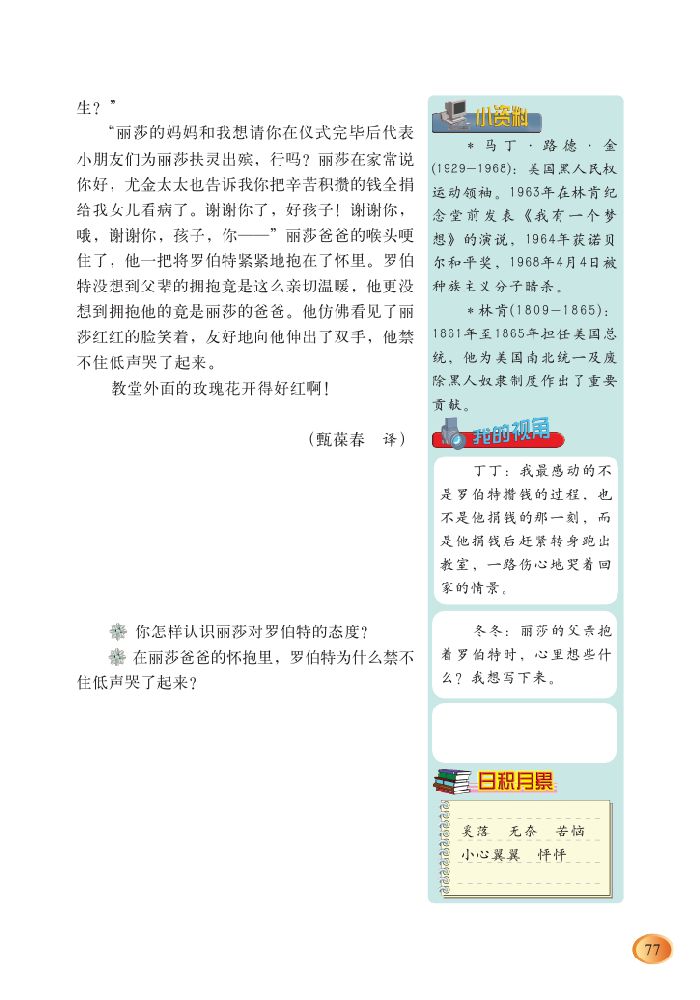 生？”
“丽莎的妈妈和我想请你在仪式完毕后代表
小朋友们为丽莎扶灵出殡，行吗？丽莎在家常说
你好，尤金太太也告诉我你把辛苦积攒的钱全捐
给我女儿看病了。谢谢你了，好孩子！谢谢你，
哦，谢谢你，孩子，你——”丽莎爸爸的喉头哽
住了，他一把将罗伯特紧紧地抱在了怀里。罗伯
特没想到父辈的拥抱竟是这么亲切温暖，他更没
想到拥抱他的竟是丽莎的爸爸。他仿佛看见了丽
莎红红的脸笑着，友好地向他伸出了双手，他禁
不住低声哭了起来。
教堂外面的玫瑰花开得好红啊！
（甄葆春　译）
你怎样认识丽莎对罗伯特的态度？
在丽莎爸爸的怀抱里，罗伯特为什么禁不
住低声哭了起来？
小资料
*马丁·路德·金
(1929—1968)：美国黑人民权
运动领袖。1963年在林肯纪
念堂前发表《我有一个梦
想》的演说，1964年获诺贝
尔和平奖，1968年4月4日被
种族主义分子暗杀。
*林肯(1809—1865)：
1861年至1865年担任美国总
统，他为美国南北统一及废
除黑人奴隶制度作出了重要
贡献。
我的视角
丁丁：我最感动的不
是罗伯特攒钱的过程，也
不是他捐钱的那一刻，而
是他捐钱后赶紧转身跑出
教室，一路伤心地哭着回
家的情景。
冬冬：丽莎的父亲抱
着罗伯特时，心里想些什
么？我想写下来。
日积月累
奚落　无奈　苦恼
小心翼翼　怦怦
77